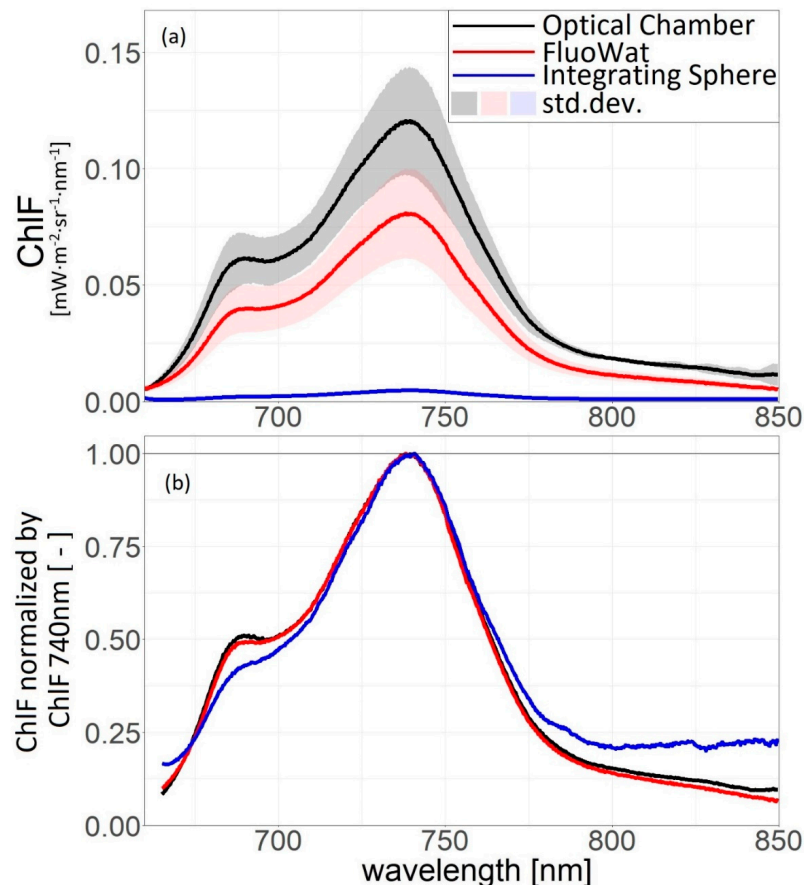 (a)
Optical Chamber
FluoWat
Integrating Sphere
std.dev.
ChlF
[mW·m⁻²·sr⁻¹·nm⁻¹]
0.15
0.10
0.05
0.00
700
750
800
850
(b)
ChlF normalized by
ChlF 740nm [ - ]
1.00
0.75
0.50
0.25
0.00
700
750
800
850
wavelength [nm]